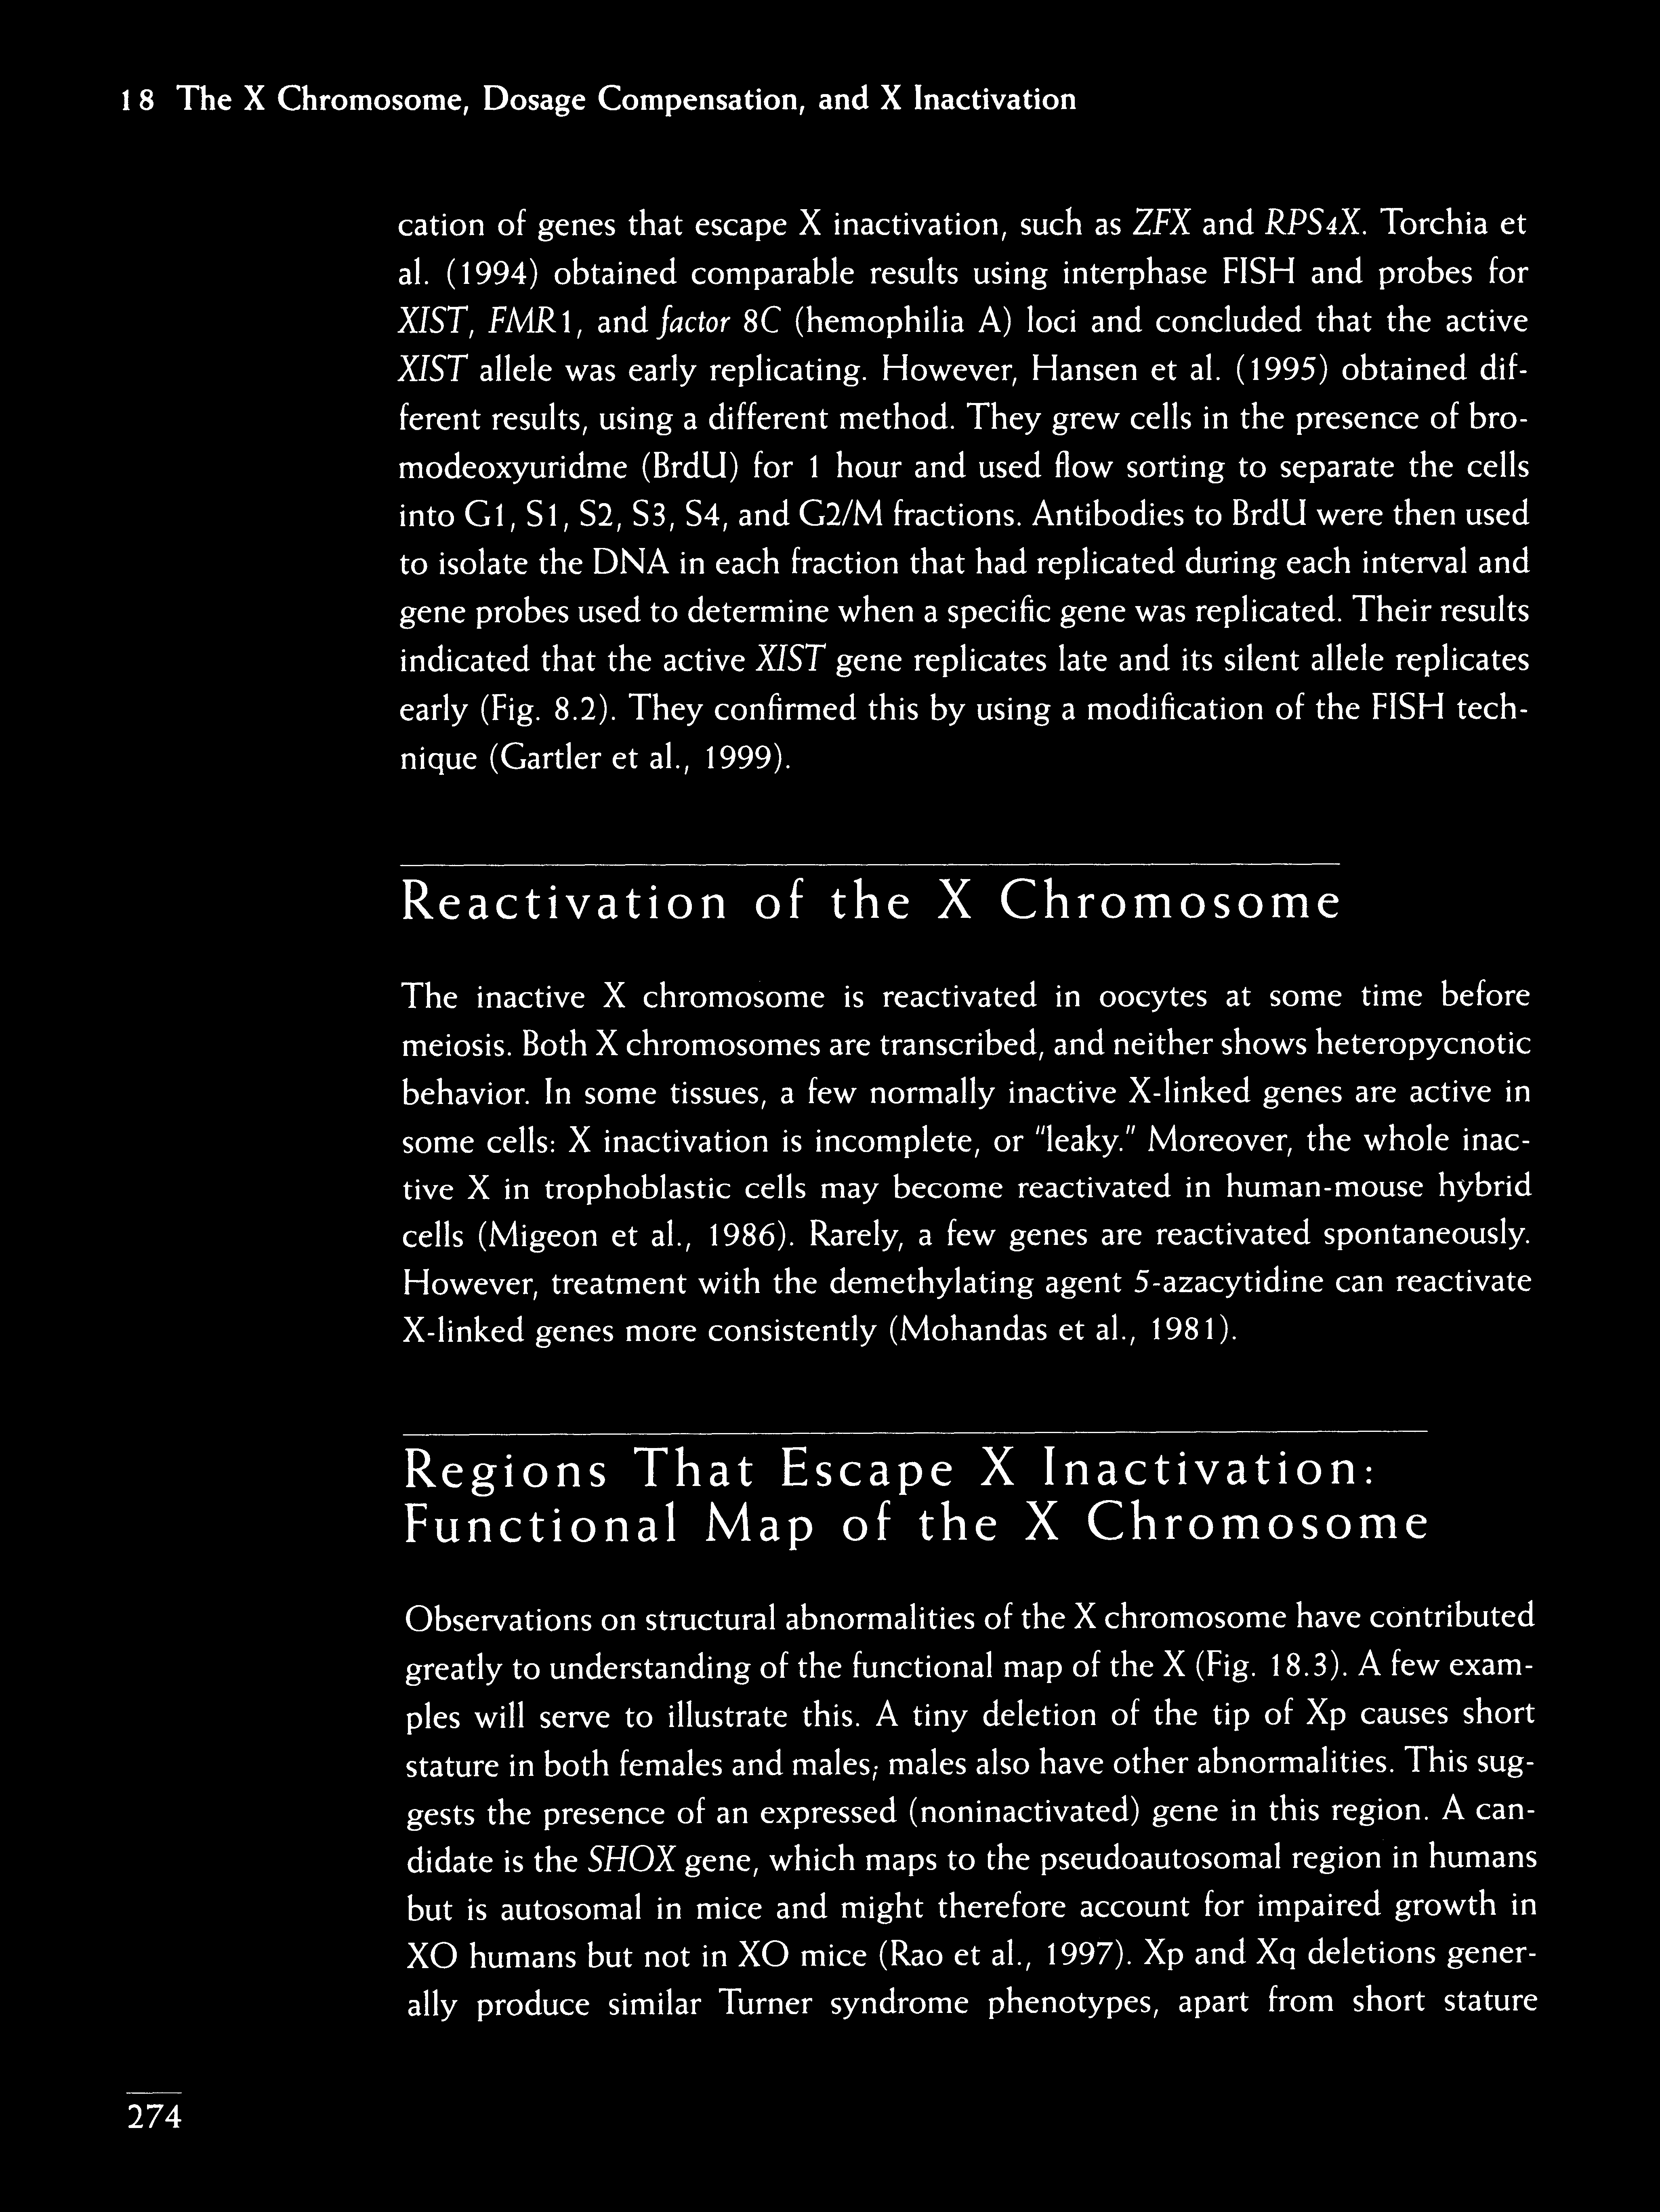 18 The X Chromosome, Dosage Compensation, and X Inactivation
cation of genes that escape X inactivation, such as ZFX and RPS4X. Torchia et
al. (1994) obtained comparable results using interphase FISH and probes for
XIST, FMR1, and factor 8C (hemophilia A) loci and concluded that the active
XIST allele was early replicating. However, Hansen et al. (1995) obtained dif-
ferent results, using a different method. They grew cells in the presence of bro-
modeoxyuridme (BrdU) for 1 hour and used flow sorting to separate the cells
into G1, S1, S2, S3, S4, and G2/M fractions. Antibodies to BrdU were then used
to isolate the DNA in each fraction that had replicated during each interval and
gene probes used to determine when a specific gene was replicated. Their results
indicated that the active XIST gene replicates late and its silent allele replicates
early (Fig. 8.2). They confirmed this by using a modification of the FISH tech-
nique (Gartler et al., 1999).
Reactivation of the X Chromosome
The inactive X chromosome is reactivated in oocytes at some time before
meiosis. Both X chromosomes are transcribed, and neither shows heteropycnotic
behavior. In some tissues, a few normally inactive X-linked genes are active in
some cells: X inactivation is incomplete, or "leaky." Moreover, the whole inac-
tive X in trophoblastic cells may become reactivated in human-mouse hybrid
cells (Migeon et al., 1986). Rarely, a few genes are reactivated spontaneously.
However, treatment with the demethylating agent 5-azacytidine can reactivate
X-linked genes more consistently (Mohandas et al., 1981).
Regions That Escape X Inactivation:
Functional Map of the X Chromosome
Observations on structural abnormalities of the X chromosome have contributed
greatly to understanding of the functional map of the X (Fig. 18.3). A few exam-
ples will serve to illustrate this. A tiny deletion of the tip of Xp causes short
stature in both females and males; males also have other abnormalities. This sug-
gests the presence of an expressed (noninactivated) gene in this region. A can-
didate is the SHOX gene, which maps to the pseudoautosomal region in humans
but is autosomal in mice and might therefore account for impaired growth in
XO humans but not in XO mice (Rao et al., 1997). Xp and Xq deletions gener-
ally produce similar Turner syndrome phenotypes, apart from short stature
274